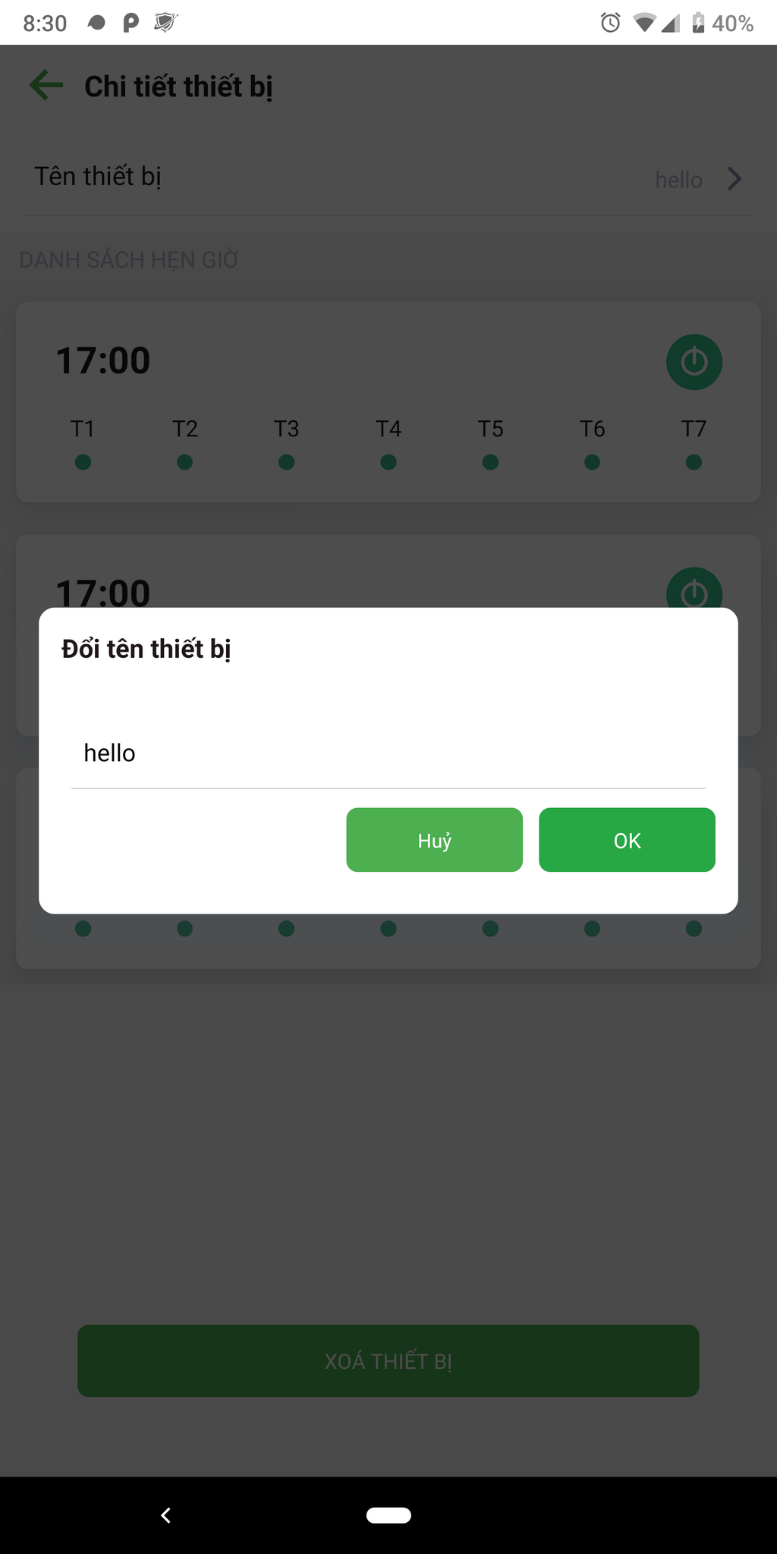 8:30 40%
Chi tiết thiết bị
Tên thiết bị hello
DANH SÁCH HẸN GIỜ
17:00
T1 T2 T3 T4 T5 T6 T7
17:00
Đổi tên thiết bị
hello
Huỷ OK
XOÁ THIẾT BỊ